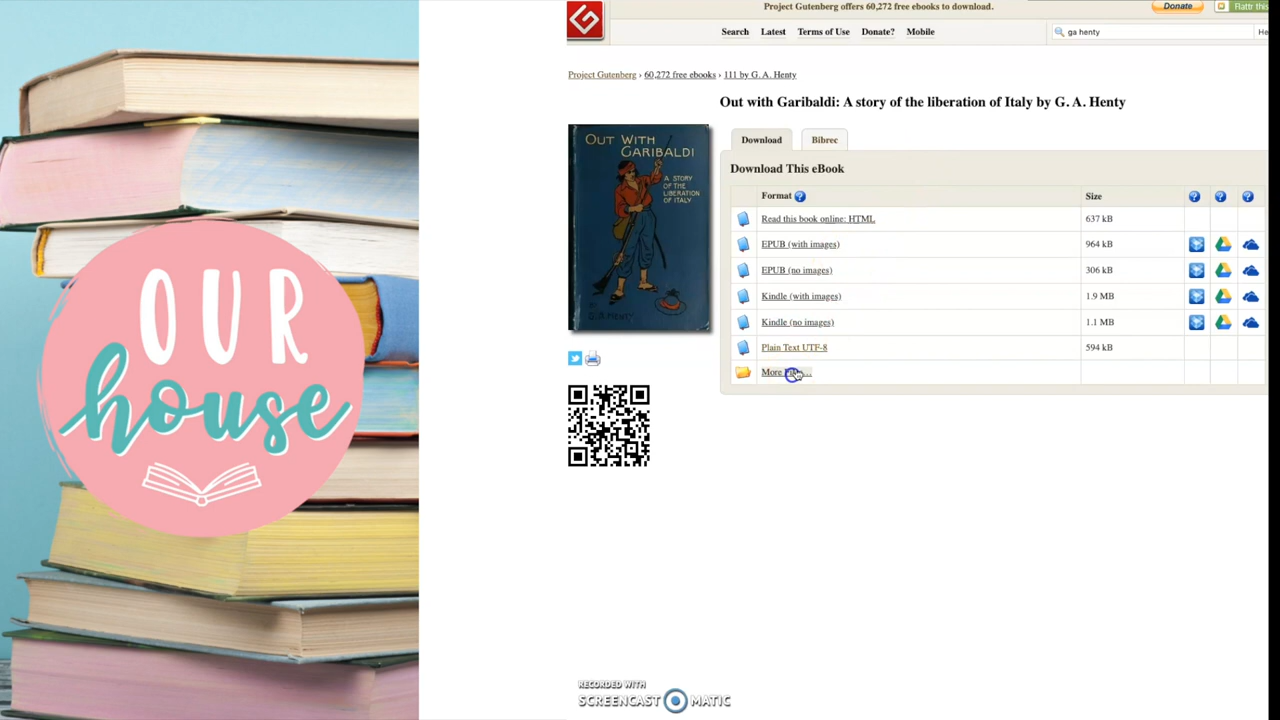 OUR
house
Project Gutenberg offers 60,272 free ebooks to download.
Donate
Flattr this
Search Latest Terms of Use Donate? Mobile
ga henty
He
Project Gutenberg › 60,272 free ebooks › 111 by G. A. Henty
Out with Garibaldi: A story of the liberation of Italy by G. A. Henty
OUT WITH
GARIBALDI
A STORY
OF THE
LIBERATION
OF ITALY
G.A. HENTY
Download Bibrec
Download This eBook
Format ? Size ? ? ?
Read this book online: HTML 637 kB
EPUB (with images) 964 kB
EPUB (no images) 306 kB
Kindle (with images) 1.9 MB
Kindle (no images) 1.1 MB
Plain Text UTF-8 594 kB
More
RECORDED WITH
SCREENCAST MATIC